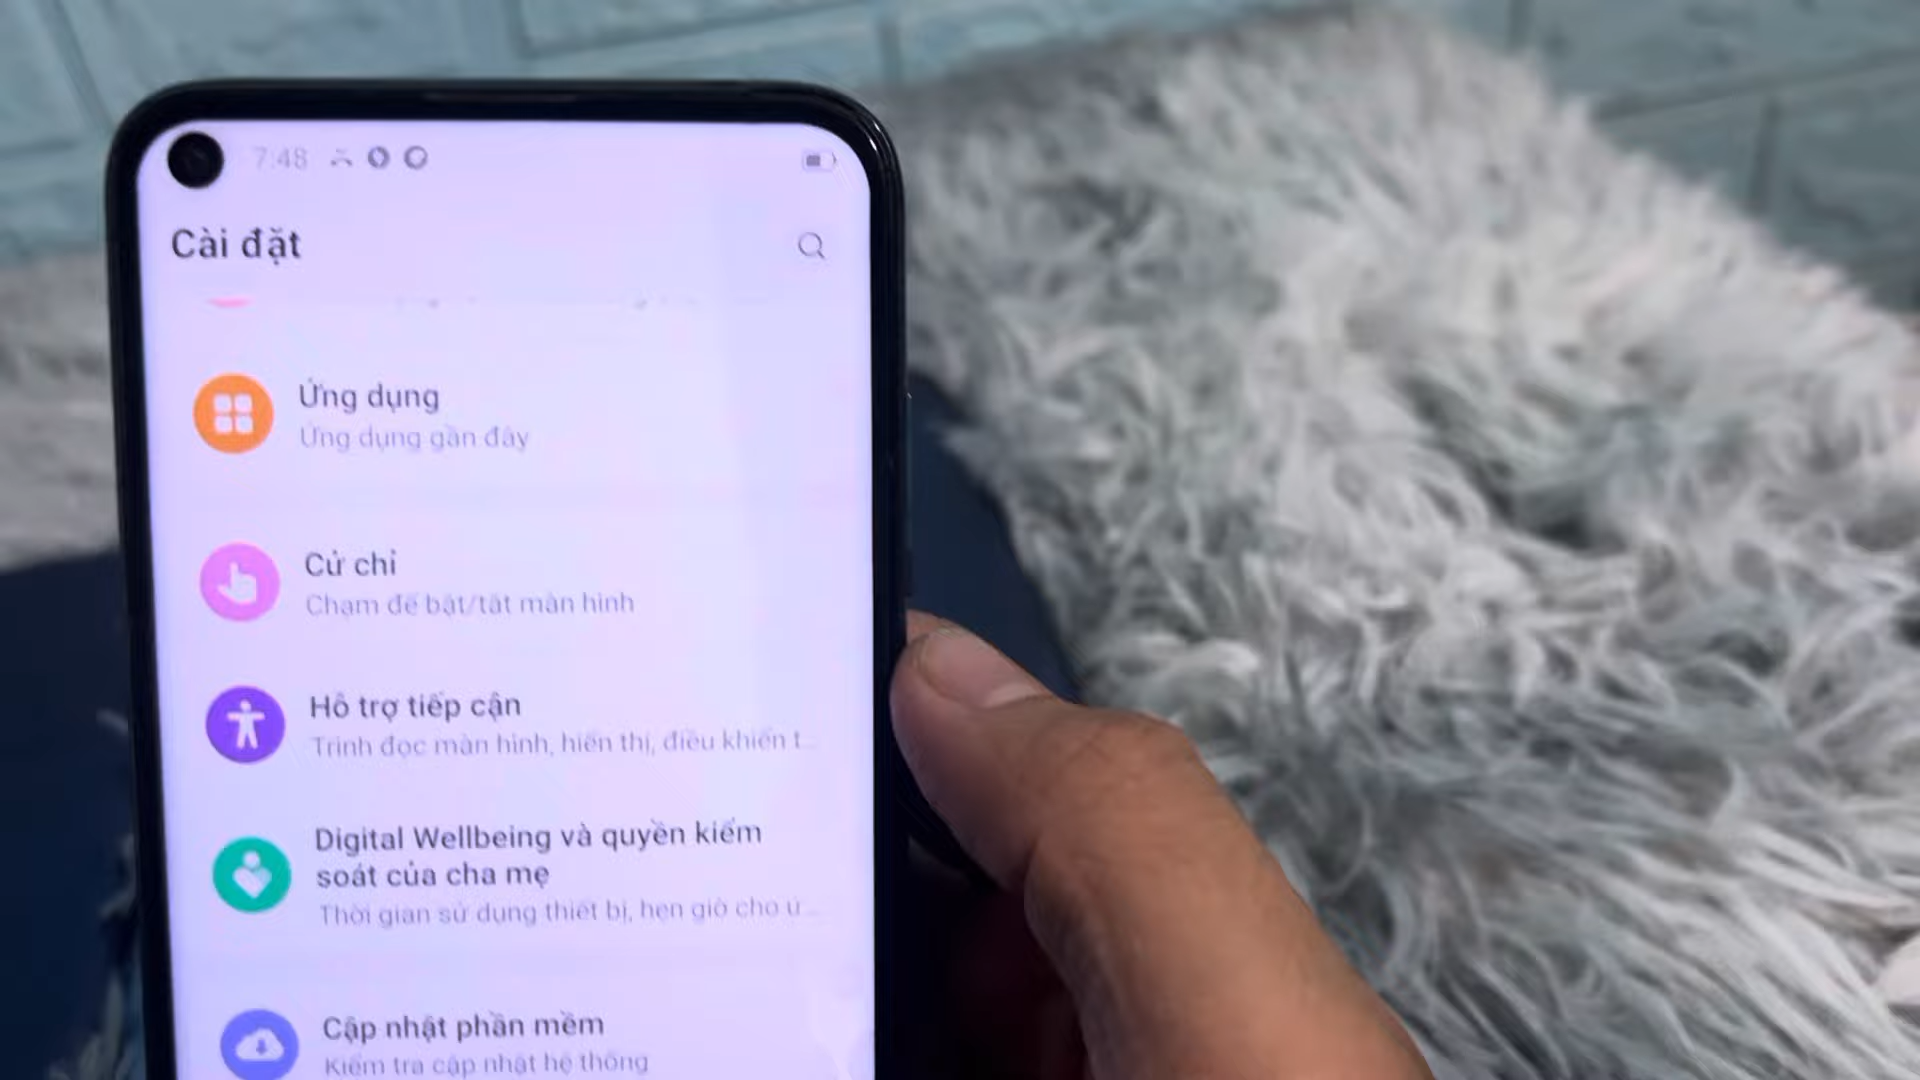 7:48
Cài đặt
Ứng dụng
Ứng dụng gần đây
Cử chỉ
Chạm để bật/tắt màn hình
Hỗ trợ tiếp cận
Trình đọc màn hình, hiển thị, điều khiển t...
Digital Wellbeing và quyền kiểm
soát của cha mẹ
Thời gian sử dụng thiết bị, hẹn giờ cho ứ...
Cập nhật phần mềm
Kiểm tra cập nhật hệ thống